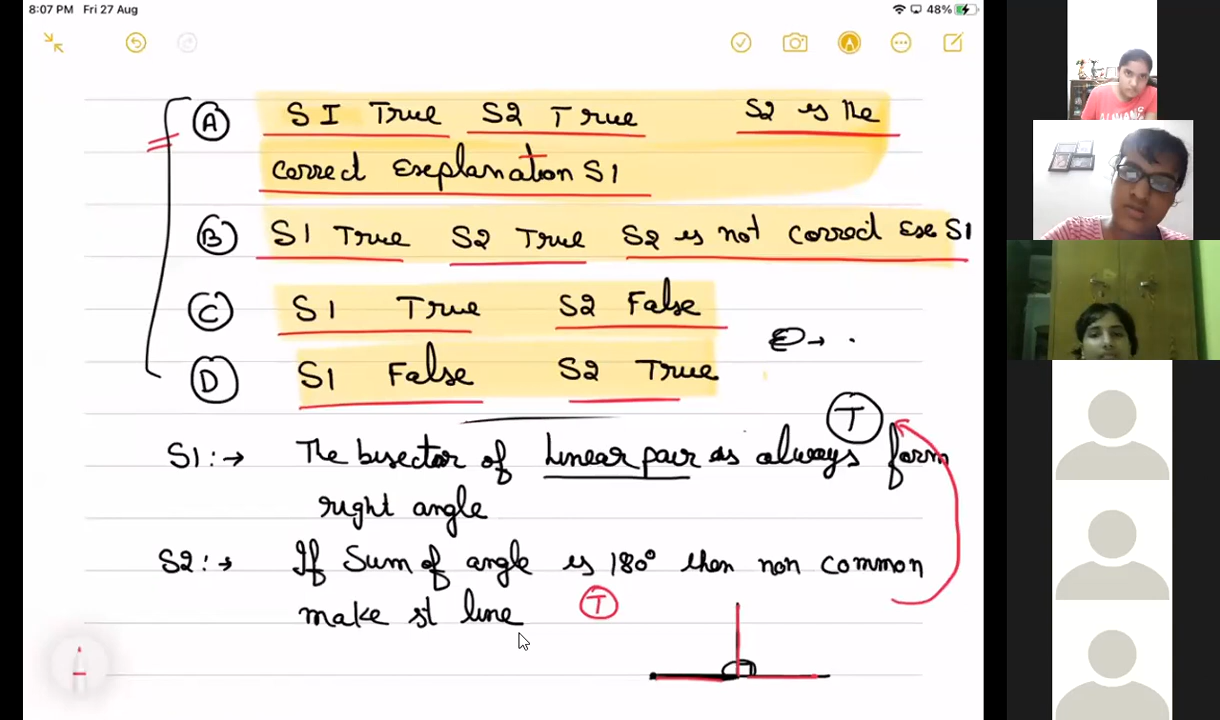 8:07 PM Fri 27 Aug
48%
A S I True S2 True S2 is the
correct Exeplanation S1
B S1 True S2 True S2 is not correct Exe S1
C S1 True S2 False
D S1 False S2 True
T
S1:→ The bisector of Linear pair is always form
right angle
S2:→ If Sum of angle is 180° then non common
make st line T